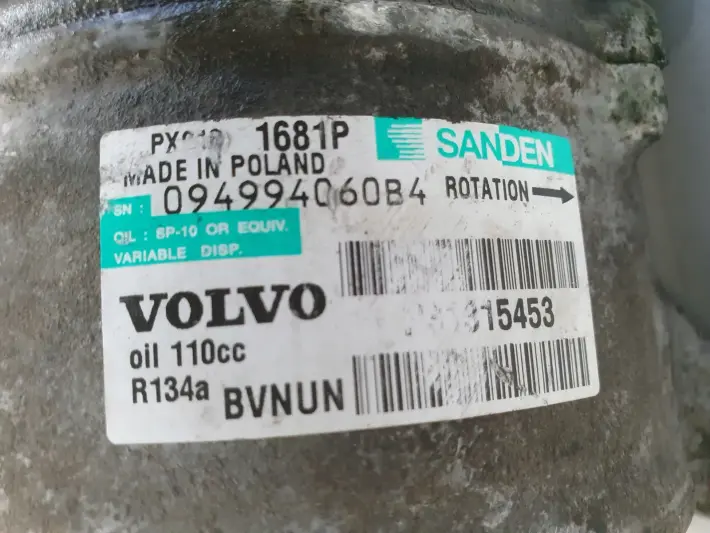 1681P SANDEN
MADE IN POLAND
SN : 094994060B4 ROTATION →
OIL : SP-10 OR EQUIV.
VARIABLE DISP.
VOLVO
oil 110cc
R134a BVNUN